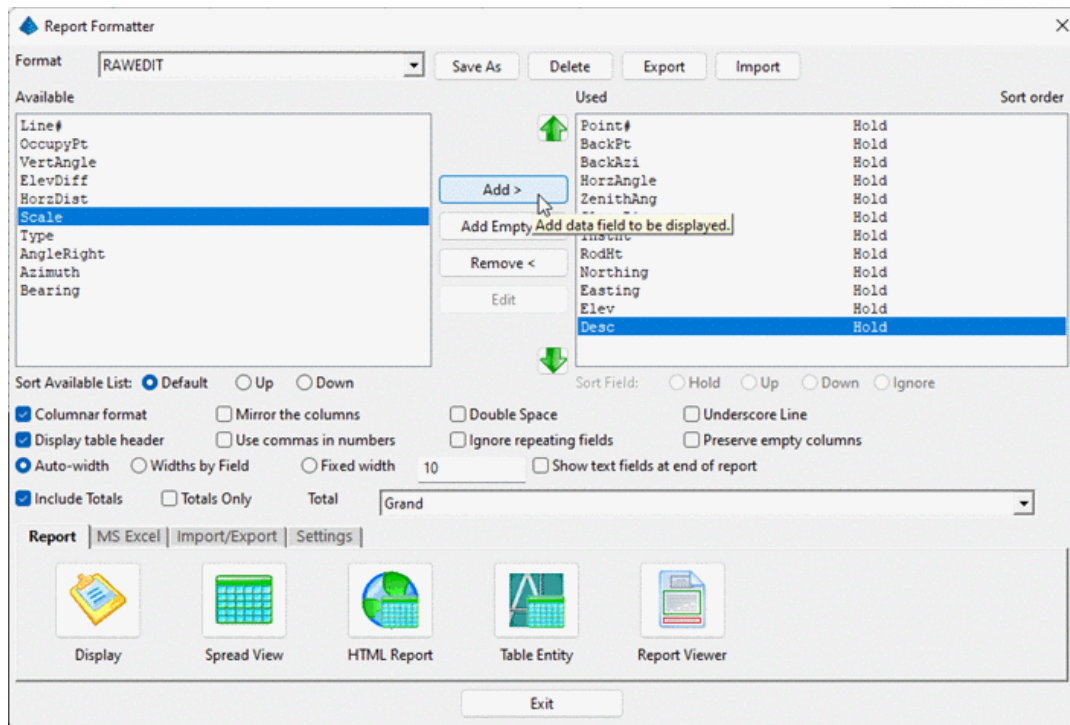 Report Formatter
Format RAWEDIT Save As Delete Export Import
Available Used Sort order
Line#
OccupyPt
VertAngle
ElevDiff
HorzDist
Scale
Type
AngleRight
Azimuth
Bearing
Add >
Add Empty
Add data field to be displayed.
Remove <
Edit
Point# Hold
BackPt Hold
BackAzi Hold
HorzAngle Hold
ZenithAng Hold
Hold
Hold
RodHt Hold
Northing Hold
Easting Hold
Elev Hold
Desc Hold
Sort Available List: Default Up Down Sort Field: Hold Up Down Ignore
Columnar format Mirror the columns Double Space Underscore Line
Display table header Use commas in numbers Ignore repeating fields Preserve empty columns
Auto-width Widths by Field Fixed width 10 Show text fields at end of report
Include Totals Totals Only Total Grand
Report MS Excel Import/Export Settings
Display Spread View HTML Report Table Entity Report Viewer
Exit